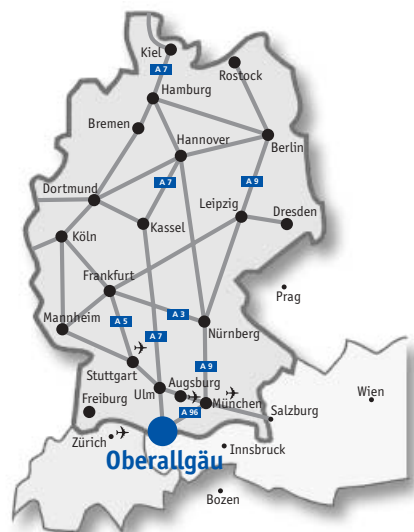 Kiel
A 7
Rostock
Hamburg
Bremen
Hannover
Berlin
Dortmund
A 7
A 9
Leipzig
Dresden
Kassel
Köln
Frankfurt
Prag
A 3
Mannheim
A 5
A 7
Nürnberg
Stuttgart
A 9
Ulm
Augsburg
Freiburg
München
Wien
A 96
Salzburg
Zürich
Oberallgäu
Innsbruck
Bozen